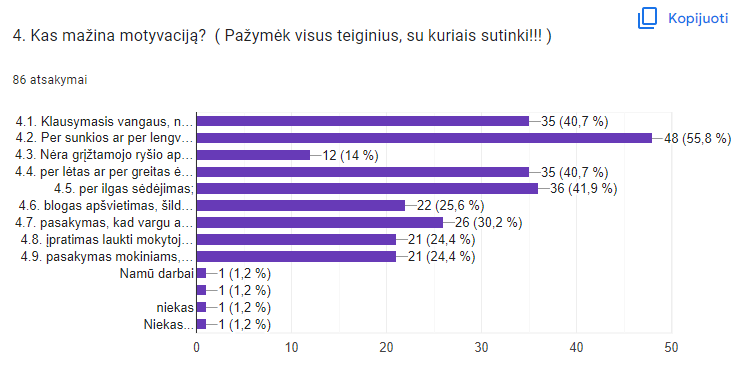 Kopijuoti
4. Kas mažina motyvaciją? ( Pažymėk visus teiginius, su kuriais sutinki!!! )
86 atsakymai
4.1. Klausymasis vangaus, n… 35 (40,7 %)
4.2. Per sunkios ar per lengv… 48 (55,8 %)
4.3. Nėra grįžtamojo ryšio ap… 12 (14 %)
4.4. per lėtas ar per greitas ė… 35 (40,7 %)
4.5. per ilgas sėdėjimas; 36 (41,9 %)
4.6. blogas apšvietimas, šild… 22 (25,6 %)
4.7. pasakymas, kad vargu a… 26 (30,2 %)
4.8. įpratimas laukti mokytoj… 21 (24,4 %)
4.9. pasakymas mokiniams,… 21 (24,4 %)
Namū darbai 1 (1,2 %)
1 (1,2 %)
niekas 1 (1,2 %)
Niekas… 1 (1,2 %)
0 10 20 30 40 50